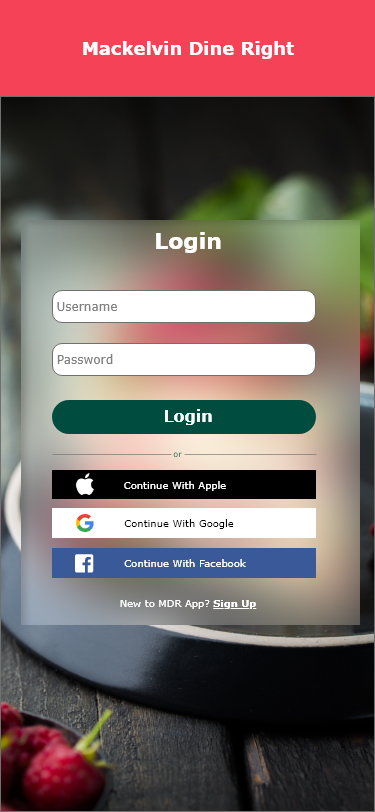 Mackelvin Dine Right
Login
Username
Password
Login
or
Continue With Apple
Continue With Google
Continue With Facebook
New to MDR App? Sign Up